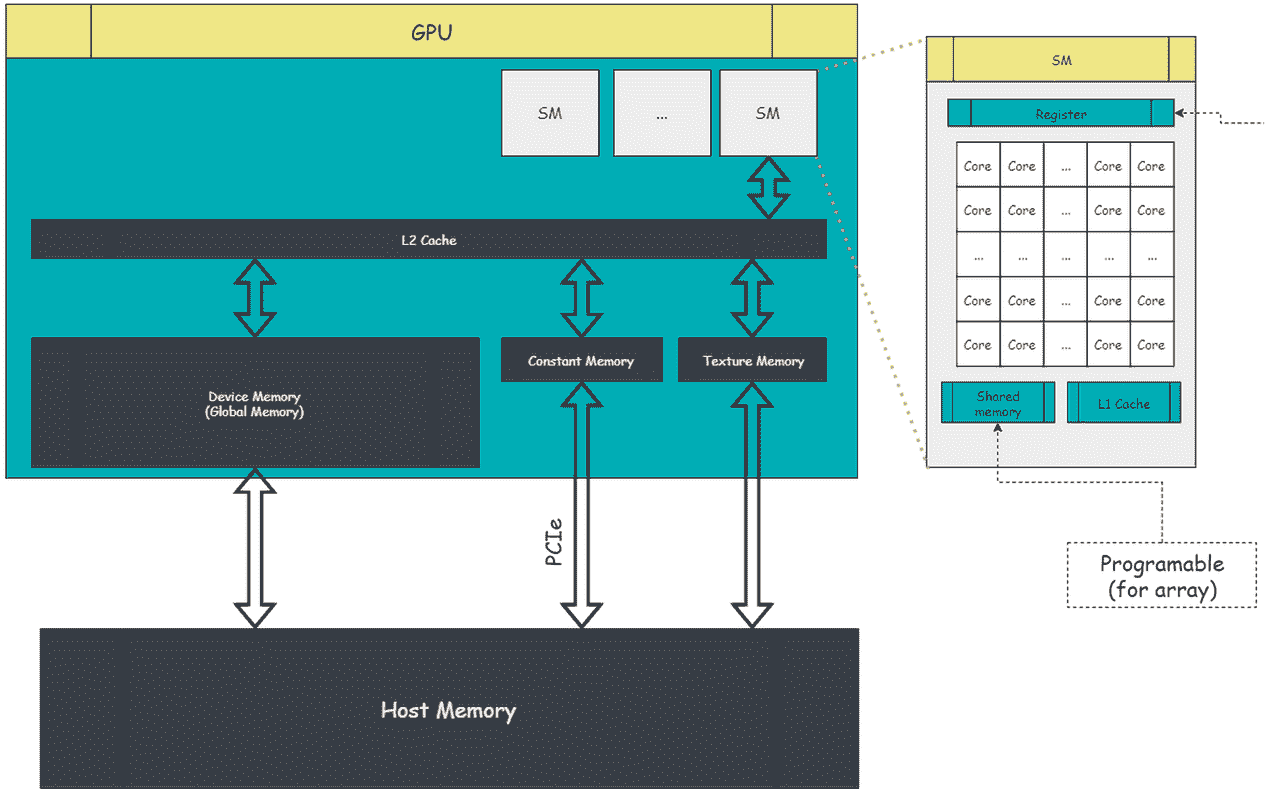 GPU
SM
...
SM
L2 Cache
Device Memory
(Global Memory)
Constant Memory
Texture Memory
PCIe
Host Memory
SM
Register
Core Core ... Core Core
Core Core ... Core Core
... ... ... ... ...
Core Core ... Core Core
Core Core ... Core Core
Shared
memory
L1 Cache
Programable
(for array)